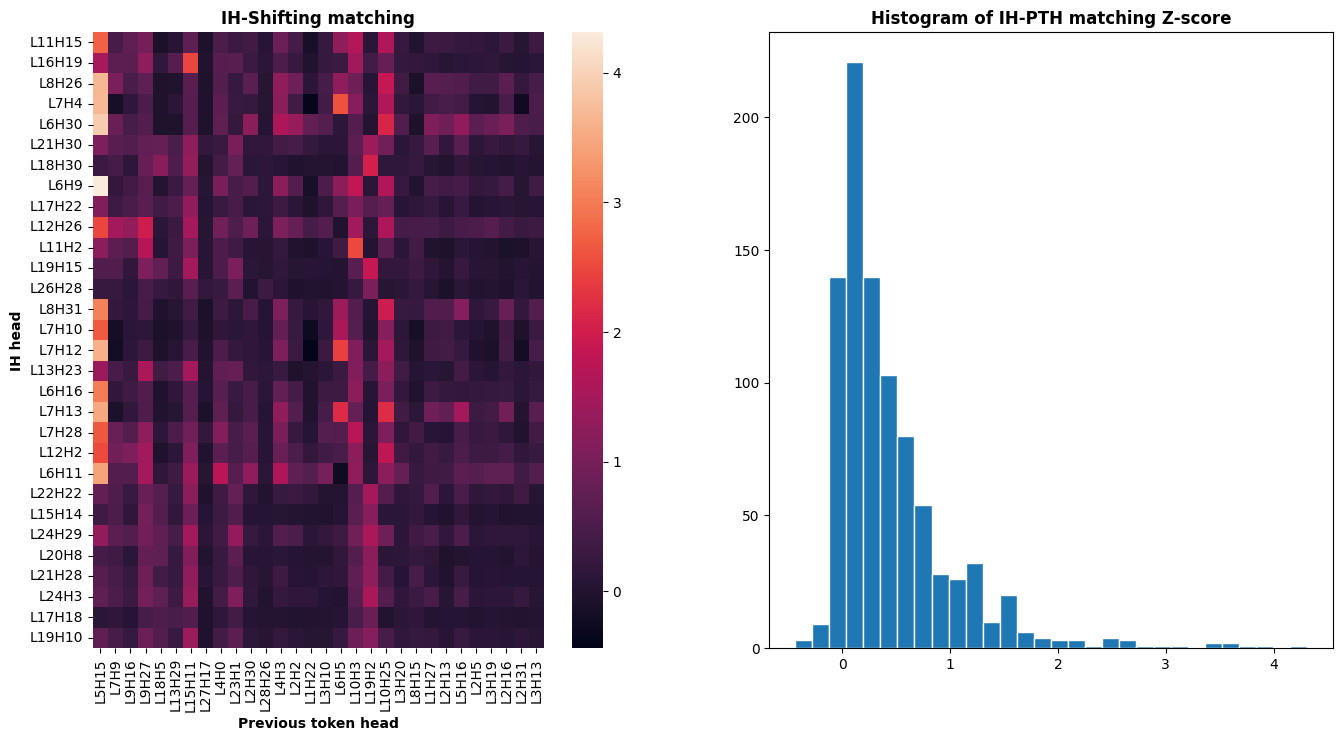 IH-Shifting matching
IH head
L11H15
L16H19
L8H26
L7H4
L6H30
L21H30
L18H30
L6H9
L17H22
L12H26
L11H2
L19H15
L26H28
L8H31
L7H10
L7H12
L13H23
L6H16
L7H13
L7H28
L12H2
L6H11
L22H22
L15H14
L24H29
L20H8
L21H28
L24H3
L17H18
L19H10
L5H15
L7H9
L9H16
L9H27
L18H5
L13H29
L15H11
L27H17
L4H0
L23H1
L2H30
L28H26
L4H3
L2H2
L1H22
L3H10
L6H5
L10H3
L19H2
L10H25
L3H20
L8H15
L1H27
L2H13
L5H16
L2H5
L3H19
L2H16
L2H31
L3H13
Previous token head
4
3
2
1
0
Histogram of IH-PTH matching Z-score
200
150
100
50
0
0 1 2 3 4